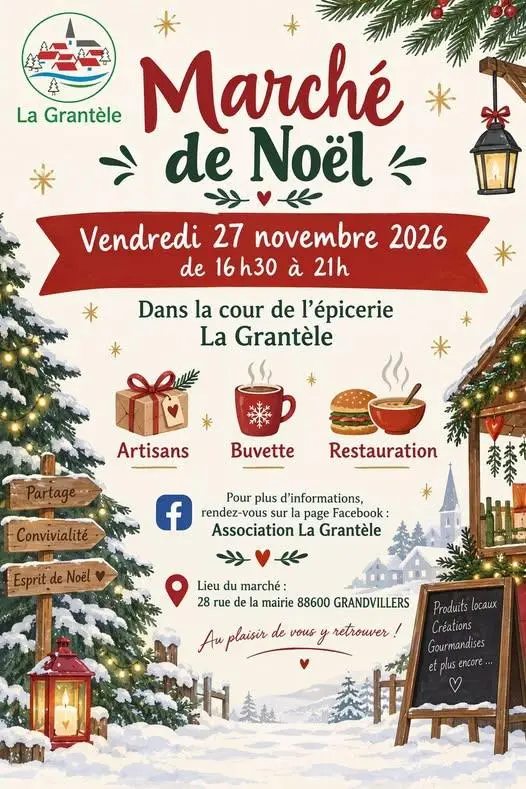 La Grantèle
Marché
de Noël
Vendredi 27 novembre 2026
de 16h30 à 21h
Dans la cour de l'épicerie
La Grantèle
Artisans
Buvette
Restauration
Pour plus d'informations,
rendez-vous sur la page Facebook :
Association La Grantèle
Lieu du marché :
28 rue de la mairie 88600 GRANDVILLERS
Au plaisir de vous y retrouver !
Partage
Convivialité
Esprit de Noël
Produits locaux
Créations
Gourmandises
et plus encore ...